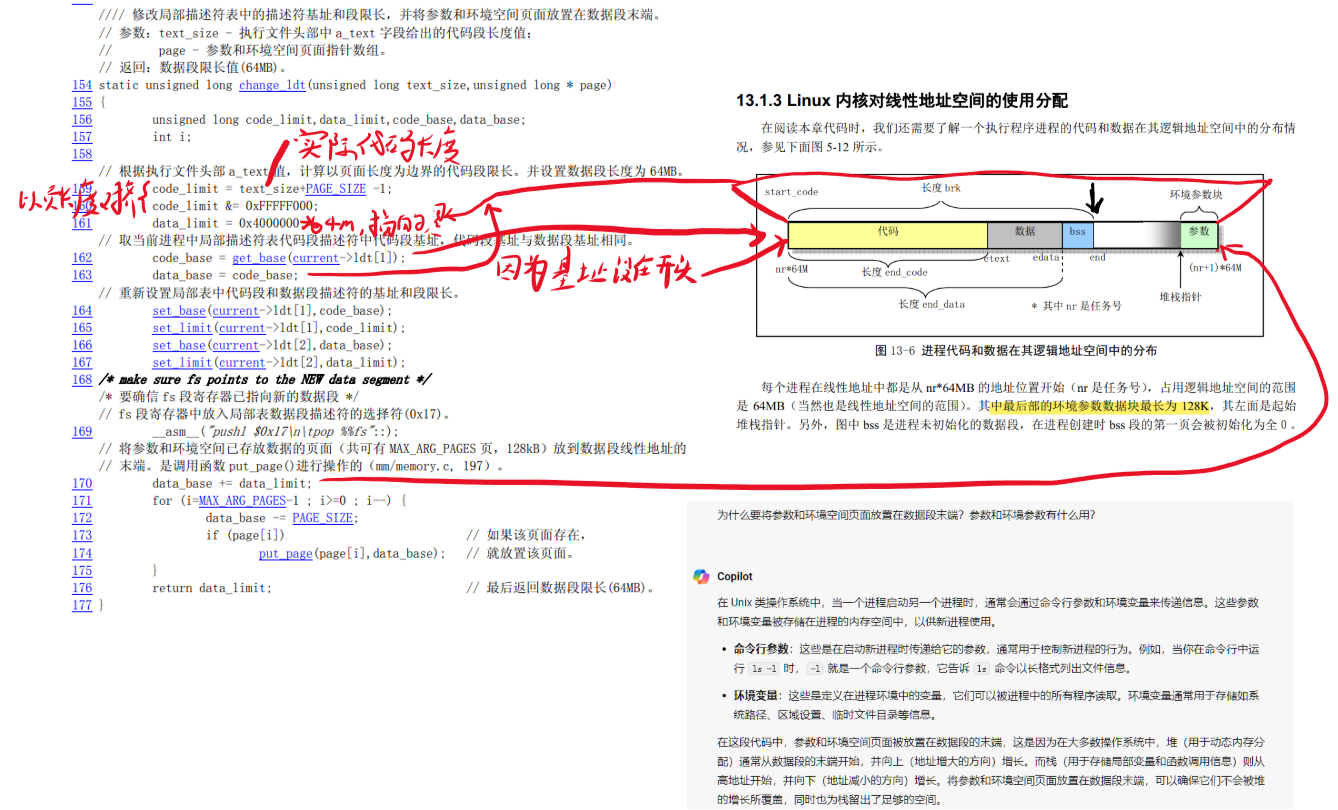 //// 修改局部描述符表中的描述符基址和段限长，并将参数和环境空间页面放置在数据段末端。
// 参数：text_size - 执行文件头部中 a_text 字段给出的代码段长度值；
//       page - 参数和环境空间页面指针数组。
// 返回：数据段限长值(64MB)。
154 static unsigned long change_ldt(unsigned long text_size,unsigned long * page)
155 {
156 unsigned long code_limit,data_limit,code_base,data_base;
157 int i;
158
实际代码长度
// 根据执行文件头部 a_text 值，计算以页面长度为边界的代码段限长。并设置数据段长度为 64MB。
159 code_limit = text_size+PAGE_SIZE -1;
160 code_limit &= 0xFFFFF000;
161 data_limit = 0x4000000
// 取当前进程中局部描述符表代码段描述符中代码段基址，代码段基址与数据段基址相同。
162 code_base = get_base(current->ldt[1]);
163 data_base = code_base;
因为基址设在开头
// 重新设置局部表中代码段和数据段描述符的基址和段限长。
164 set_base(current->ldt[1],code_base);
165 set_limit(current->ldt[1],code_limit);
166 set_base(current->ldt[2],data_base);
167 set_limit(current->ldt[2],data_limit);
168 /* make sure fs points to the NEW data segment */
/* 要确信 fs 段寄存器已指向新的数据段 */
// fs 段寄存器中放入局部表数据段描述符的选择符(0x17)。
169 __asm__("pushl $0x17\n\tpop %%fs"::);
// 将参数和环境空间已存放数据的页面（共可有 MAX_ARG_PAGES 页，128kB）放到数据段线性地址的
// 末端。是调用函数 put_page()进行操作的（mm/memory.c, 197）。
170 data_base += data_limit;
171 for (i=MAX_ARG_PAGES-1 ; i>=0 ; i--) {
172 data_base -= PAGE_SIZE;
173 if (page[i]) // 如果该页面存在，
174 put_page(page[i],data_base); // 就放置该页面。
175 }
176 return data_limit; // 最后返回数据段限长(64MB)。
177 }
13.1.3 Linux 内核对线性地址空间的使用分配
在阅读本章代码时，我们还需要了解一个执行程序进程的代码和数据在其逻辑地址空间中的分布情
况，参见下面图 5-12 所示。
start_code 长度 brk 环境参数块
代码 数据 bss 参数
nr*64M 长度 end_code etext edata end (nr+1)*64M
堆栈指针
长度 end_data * 其中 nr 是任务号
图 13-6 进程代码和数据在其逻辑地址空间中的分布
每个进程在线性地址中都是从 nr*64MB 的地址位置开始（nr 是任务号），占用逻辑地址空间的范围
是 64MB（当然也是线性地址空间的范围）。其中最后部的环境参数数据块最长为 128K，其左面是起始
堆栈指针。另外，图中 bss 是进程未初始化的数据段，在进程创建时 bss 段的第一页会被初始化为全 0 。
为什么要将参数和环境空间页面放置在数据段末端？参数和环境参数有什么用？
Copilot
在 Unix 类操作系统中，当一个进程启动另一个进程时，通常会通过命令行参数和环境变量来传递信息。这些参数
和环境变量被存储在进程的内存空间中，以供新进程使用。
• 命令行参数：这些是在启动新进程时传递给它的参数，通常用于控制新进程的行为。例如，当你在命令行中运
行 ls -l 时， -l 就是一个命令行参数，它告诉 ls 命令以长格式列出文件信息。
• 环境变量：这些是定义在进程环境中的变量，它们可以被进程中的所有程序读取。环境变量通常用于存储如系
统路径、区域设置、临时文件目录等信息。
在这段代码中，参数和环境空间页面被放置在数据段的末端，这是因为在大多数操作系统中，堆（用于动态内存分
配）通常从数据段的末端开始，并向上（地址增大的方向）增长。而栈（用于存储局部变量和函数调用信息）则从
高地址开始，并向下（地址减小的方向）增长。将参数和环境空间页面放置在数据段末端，可以确保它们不会被堆
的增长所覆盖，同时也为栈留出了足够的空间。